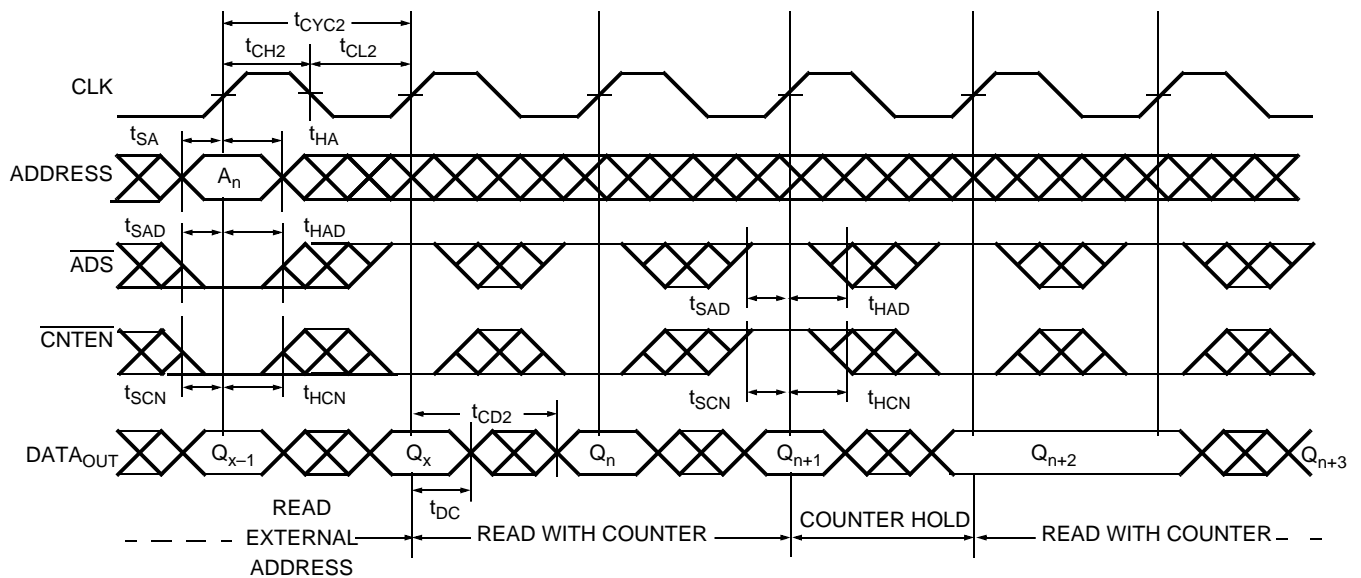 tCYC2
tCH2
tCL2
CLK
tSA
tHA
ADDRESS
An
tSAD
tHAD
ADS
tSAD
tHAD
CNTEN
tSCN
tHCN
tSCN
tHCN
tCD2
DATAOUT
Qx–1
Qx
Qn
Qn+1
Qn+2
Qn+3
tDC
READ
EXTERNAL
ADDRESS
READ WITH COUNTER
COUNTER HOLD
READ WITH COUNTER